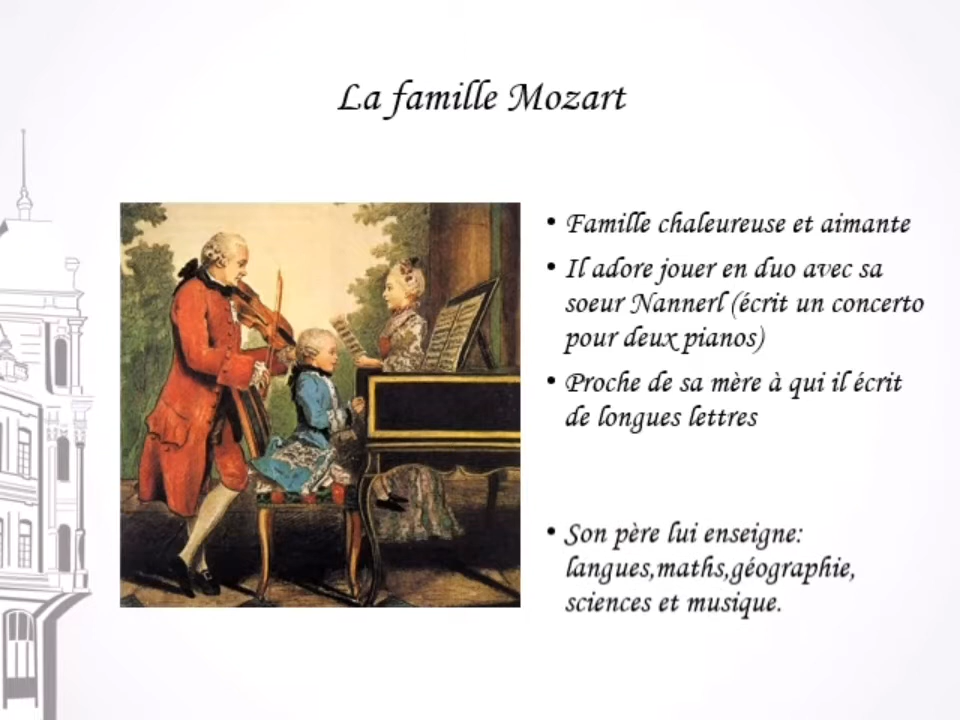 La famille Mozart
• Famille chaleureuse et aimante
• Il adore jouer en duo avec sa
soeur Nannerl (écrit un concerto
pour deux pianos)
• Proche de sa mère à qui il écrit
de longues lettres
• Son père lui enseigne:
langues,maths,géographie,
sciences et musique.